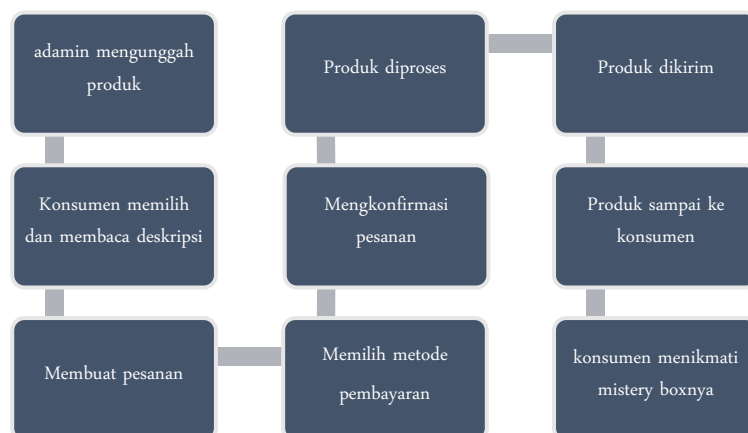 adamin mengunggah
produk
Konsumen memilih
dan membaca deskripsi
Membuat pesanan
Memilih metode
pembayaran
Mengkonfirmasi
pesanan
Produk diproses
Produk dikirim
Produk sampai ke
konsumen
konsumen menikmati
mistery boxnya